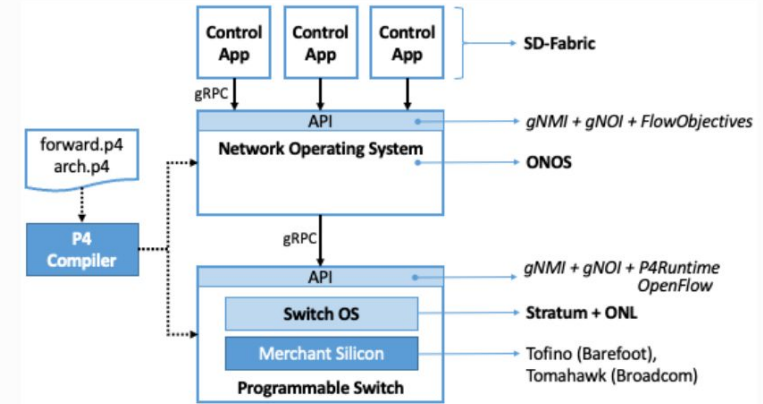 Control
App
Control
App
Control
App
SD-Fabric
gRPC
API
gNMI + gNOI + FlowObjectives
Network Operating System
ONOS
forward.p4
arch.p4
P4
Compiler
gRPC
API
gNMI + gNOI + P4Runtime
OpenFlow
Switch OS
Stratum + ONL
Merchant Silicon
Tofino (Barefoot),
Tomahawk (Broadcom)
Programmable Switch